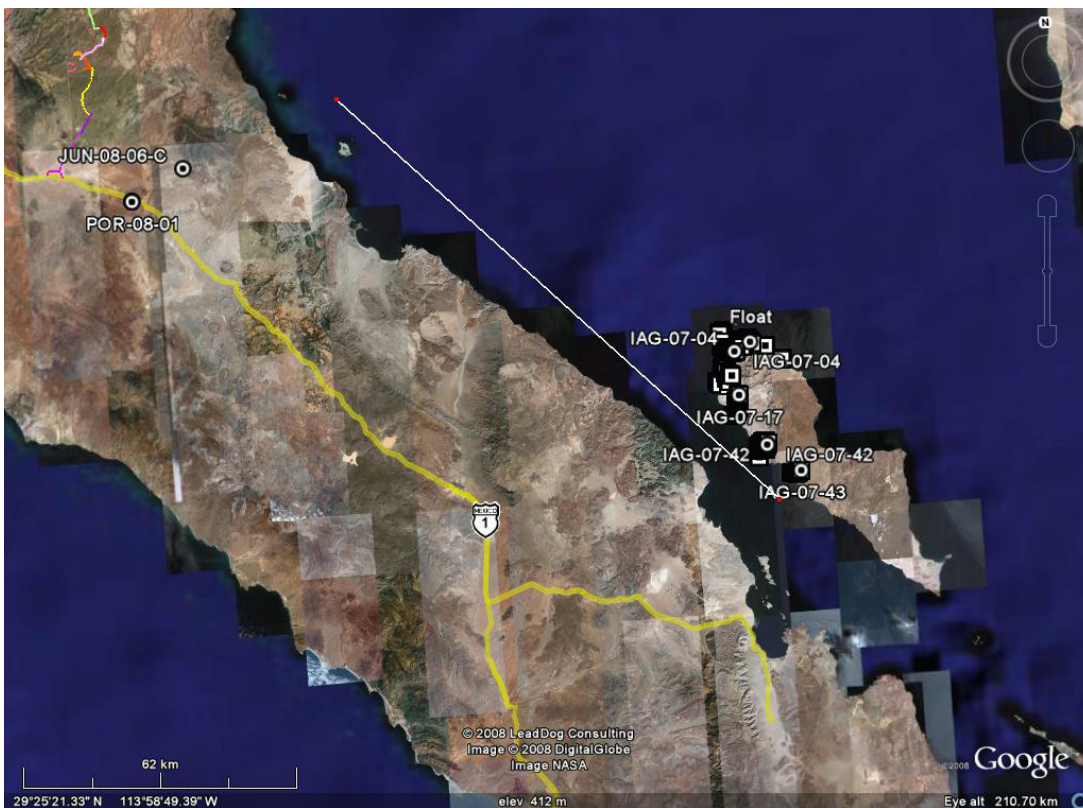 N
JUN-08-06-C
POR-08-01
Float
IAG-07-04
IAG-07-04
IAG-07-17
IAG-07-42
IAG-07-42
IAG-07-43
MEXICO
1
© 2008 LeadDog Consulting
Image © 2008 DigitalGlobe
Image NASA
©2008 Google
62 km
29°25'21.33" N 113°58'49.39" W
elev 412 m
Eye alt 210.70 km